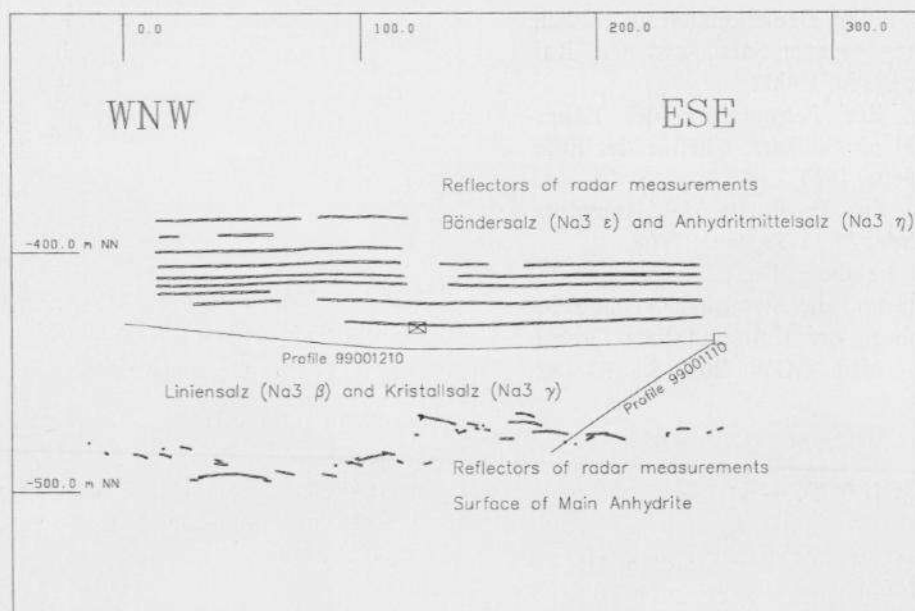 0.0 100.0 200.0 300.0
WNW ESE
Reflectors of radar measurements
Bändersalz (Na3 ε) and Anhydritmittelsalz (Na3 η)
-400.0 m NN
Profile 99001210
Profile 99001110
Liniensalz (Na3 β) and Kristallsalz (Na3 γ)
Reflectors of radar measurements
-500.0 m NN
Surface of Main Anhydrite